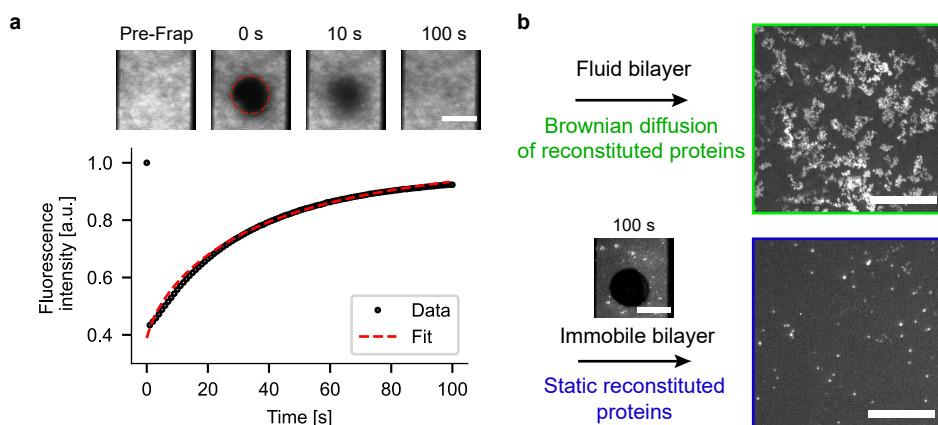 a
Pre-Frap 0 s 10 s 100 s
Fluorescence
intensity [a.u.]
1.0
0.8
0.6
0.4
Data
Fit
0 20 40 60 80 100
Time [s]
b
Fluid bilayer
Brownian diffusion
of reconstituted proteins
100 s
Immobile bilayer
Static reconstituted
proteins